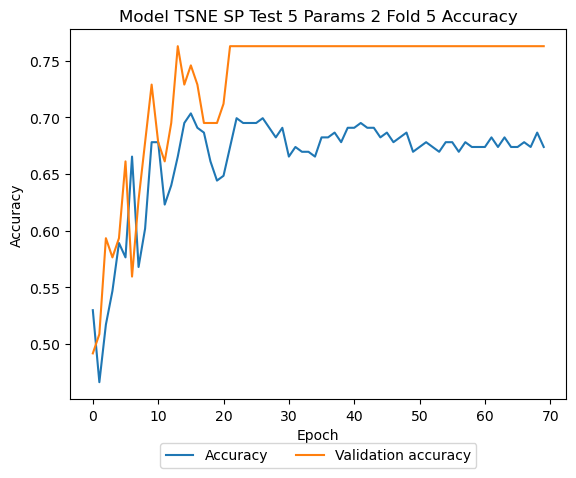 Model TSNE SP Test 5 Params 2 Fold 5 Accuracy
0.75
0.70
0.65
0.60
0.55
0.50
Accuracy
0 10 20 30 40 50 60 70
Epoch
Accuracy Validation accuracy